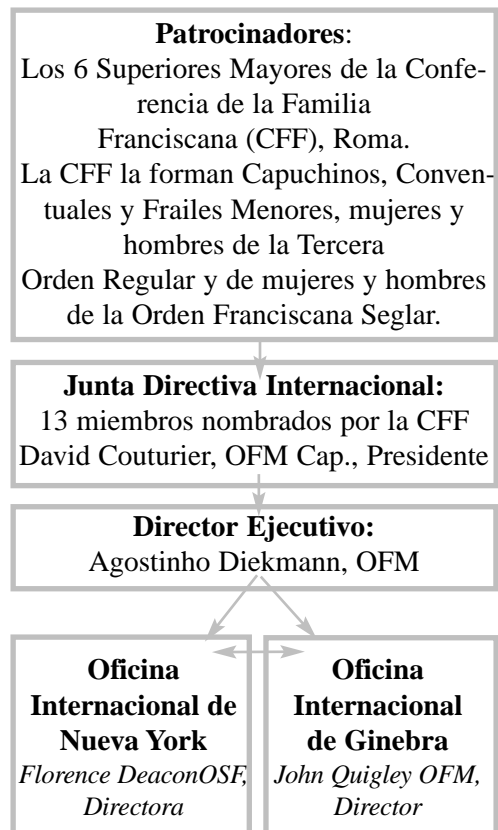 Patrocinadores:
Los 6 Superiores Mayores de la Confe-
rencia de la Familia
Franciscana (CFF), Roma.
La CFF la forman Capuchinos, Conven-
tuales y Frailes Menores, mujeres y
hombres de la Tercera
Orden Regular y de mujeres y hombres
de la Orden Franciscana Seglar.
Junta Directiva Internacional:
13 miembros nombrados por la CFF
David Couturier, OFM Cap., Presidente
Director Ejecutivo:
Agostinho Diekmann, OFM
Oficina
Internacional de
Nueva York
Florence DeaconOSF,
Directora
Oficina
Internacional
de Ginebra
John Quigley OFM,
Director